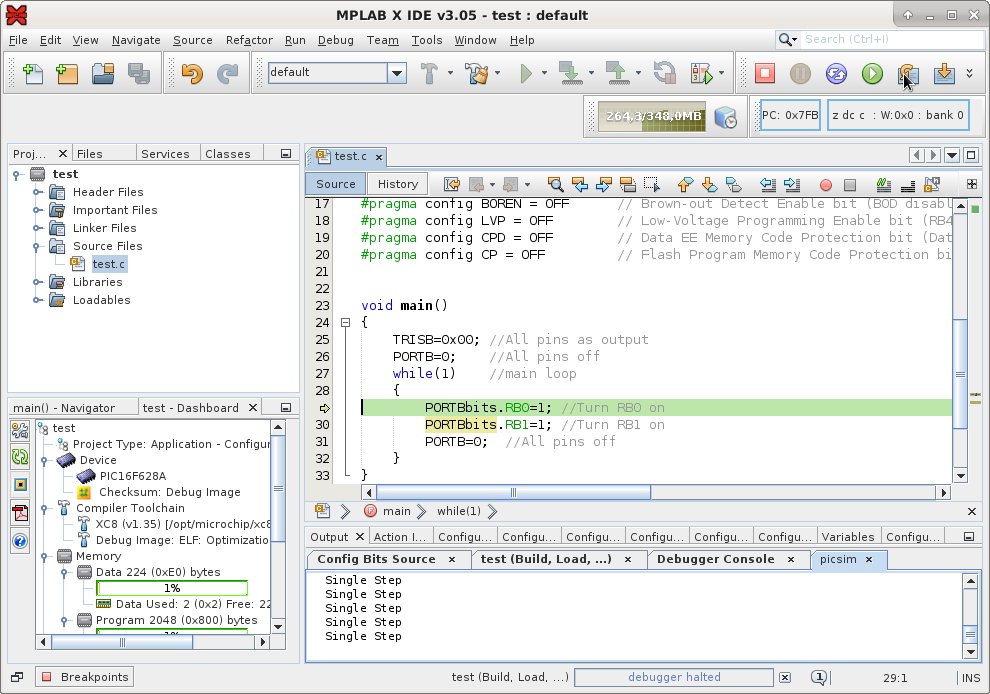 MPLAB X IDE v3.05 - test : default
File Edit View Navigate Source Refactor Run Debug Team Tools Window Help
Search (Ctrl+I)
default
264,3/348,0MB
PC: 0x7FB
z dc c : W:0x0 : bank 0
Proj... Files Services Classes
test
Header Files
Important Files
Linker Files
Source Files
test.c
Libraries
Loadables
test.c
Source History
17 #pragma config BOREN = OFF // Brown-out Detect Enable bit (BOD disabl
18 #pragma config LVP = OFF // Low-Voltage Programming Enable bit (RB4
19 #pragma config CPD = OFF // Data EE Memory Code Protection bit (Dat
20 #pragma config CP = OFF // Flash Program Memory Code Protection bi
21
22
23 void main()
24 {
25 TRISB=0x00; //All pins as output
26 PORTB=0; //All pins off
27 while(1) //main loop
28 {
PORTBbits.RB0=1; //Turn RB0 on
30 PORTBbits.RB1=1; //Turn RB1 on
31 PORTB=0; //All pins off
32 }
33 }
main() - Navigator test - Dashboard
test
Project Type: Application - Configur
Device
PIC16F628A
Checksum: Debug Image
Compiler Toolchain
XC8 (v1.35) [/opt/microchip/xc8
Debug Image: ELF: Optimizatio
Memory
Data 224 (0xE0) bytes
1%
Data Used: 2 (0x2) Free: 22
Program 2048 (0x800) bytes
1%
main while(1)
Output Action I... Configu... Configu... Configu... Configu... Configu... Configu... Variables Configu...
Config Bits Source test (Build, Load, ...) Debugger Console picsim
Single Step
Single Step
Single Step
Single Step
Single Step
Breakpoints
test (Build, Load, ...) debugger halted 1 29:1 INS